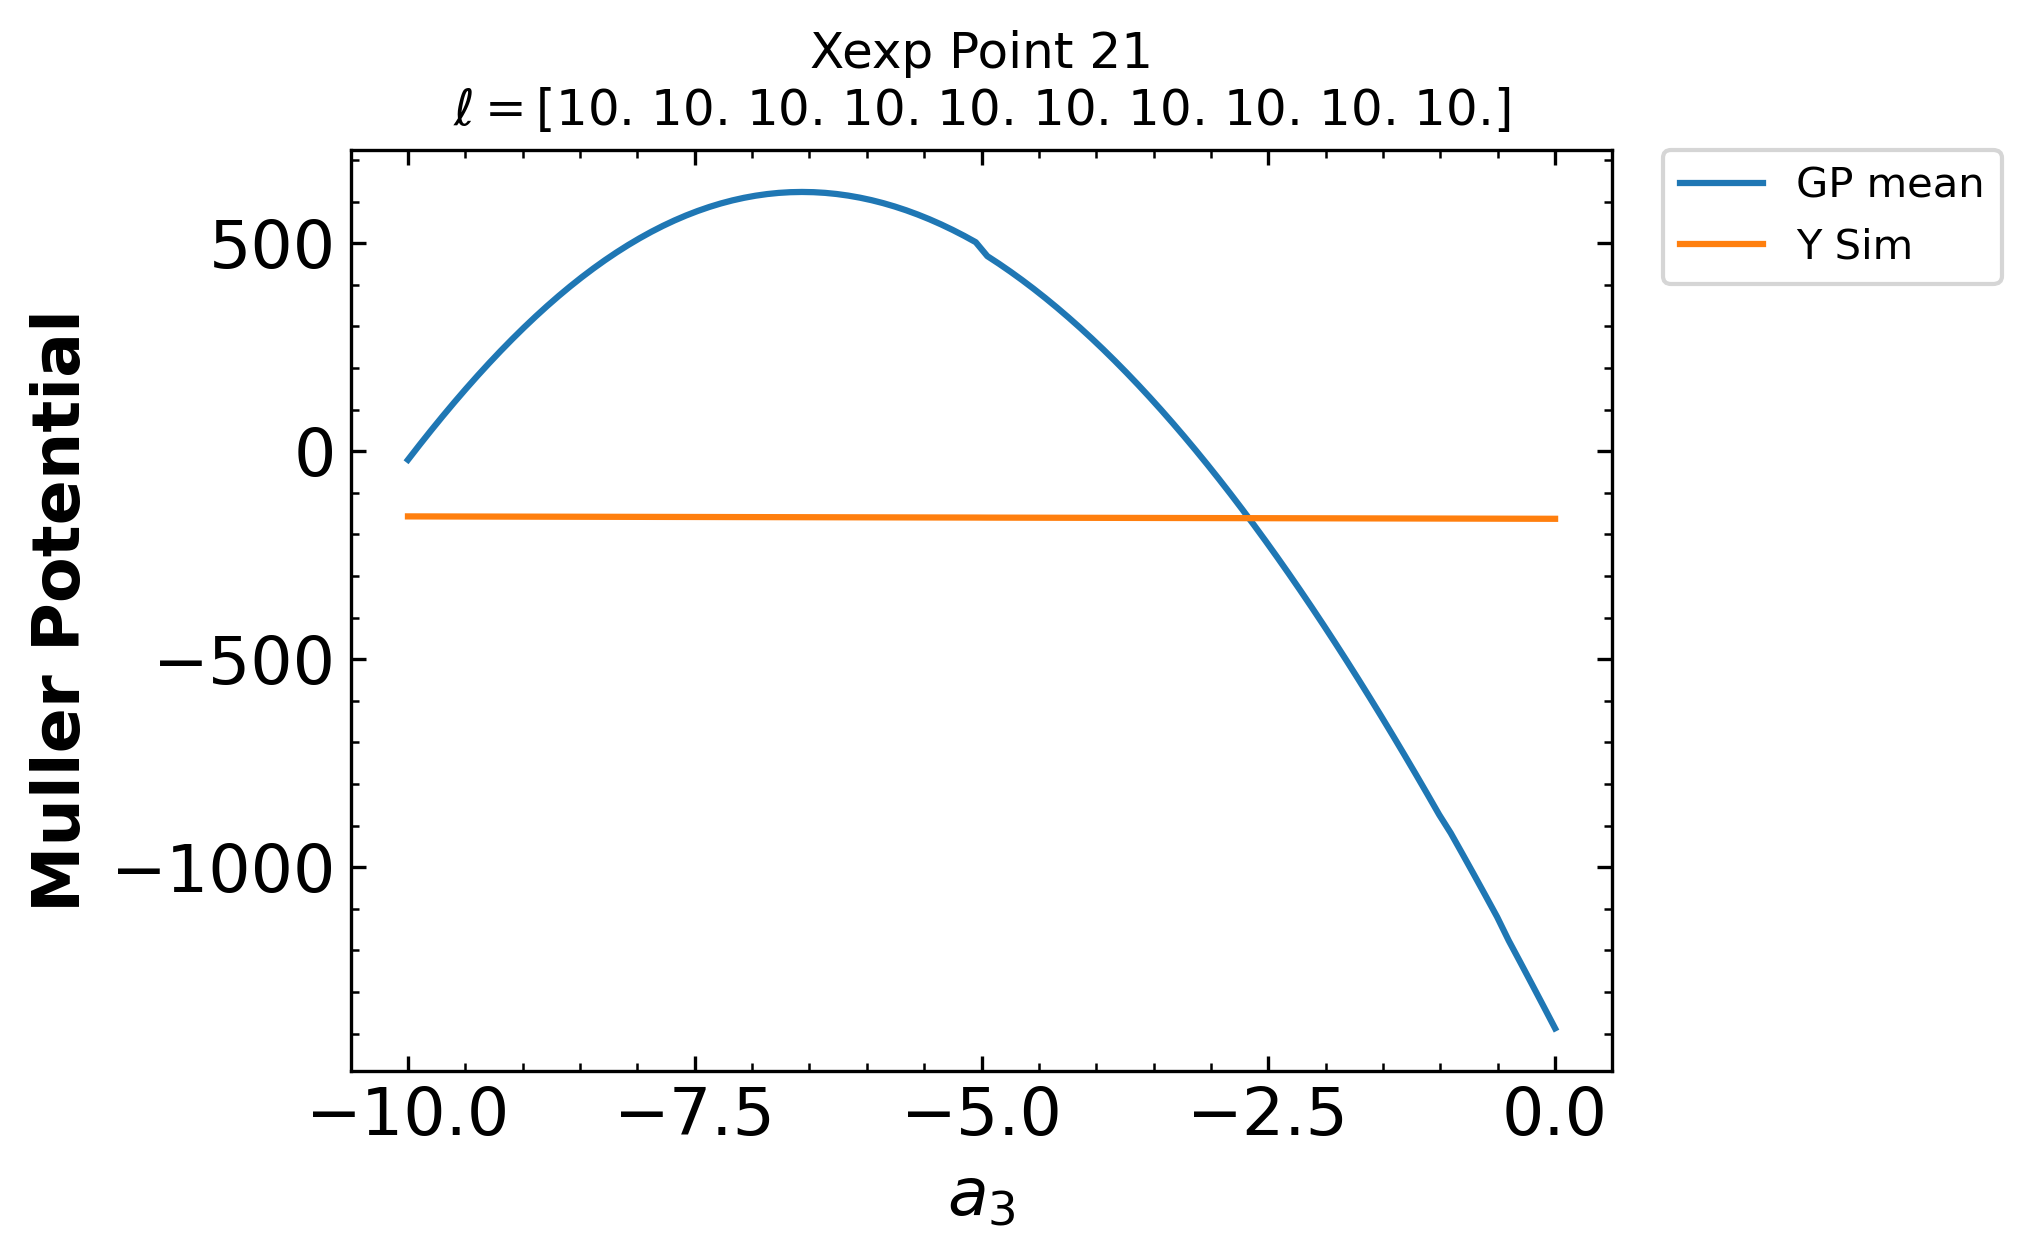 Xexp Point 21
ℓ = [10. 10. 10. 10. 10. 10. 10. 10. 10. 10.]
GP mean
Y Sim
Muller Potential
500
0
−500
−1000
−10.0 −7.5 −5.0 −2.5 0.0
a₃